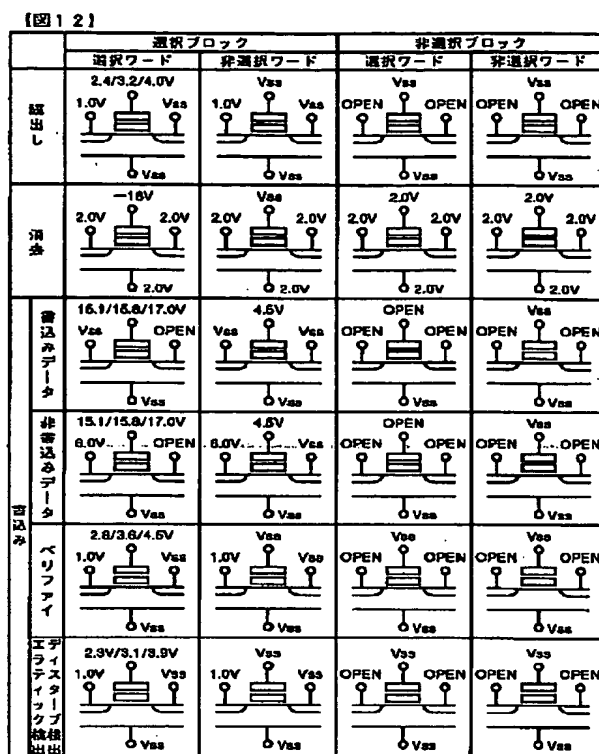 【図12】
選択ブロック 非選択ブロック
選択ワード 非選択ワード 選択ワード 非選択ワード
読出し
2.4/3.2/4.0V Vss Vss Vss
1.0V Vss 1.0V Vss OPEN OPEN OPEN OPEN
Vss Vss Vss Vss
消去
-16V Vss 2.0V 2.0V
2.0V 2.0V 2.0V 2.0V 2.0V 2.0V 2.0V 2.0V
2.0V 2.0V 2.0V 2.0V
書込み
書込みデータ
15.1/15.8/17.0V 4.5V OPEN Vss
Vss OPEN Vss Vss OPEN OPEN OPEN OPEN
Vss Vss Vss Vss
非書込みデータ
15.1/15.8/17.0V 4.5V OPEN Vss
6.0V OPEN 6.0V Vss OPEN OPEN OPEN OPEN
Vss Vss Vss Vss
ベリファイ
2.8/3.6/4.5V Vss Vss Vss
1.0V Vss 1.0V Vss OPEN OPEN OPEN OPEN
Vss Vss Vss Vss
エラティック検出
ディスターブ検出
2.3V/3.1/3.9V Vss Vss Vss
1.0V Vss 1.0V Vss OPEN OPEN OPEN OPEN
Vss Vss Vss Vss